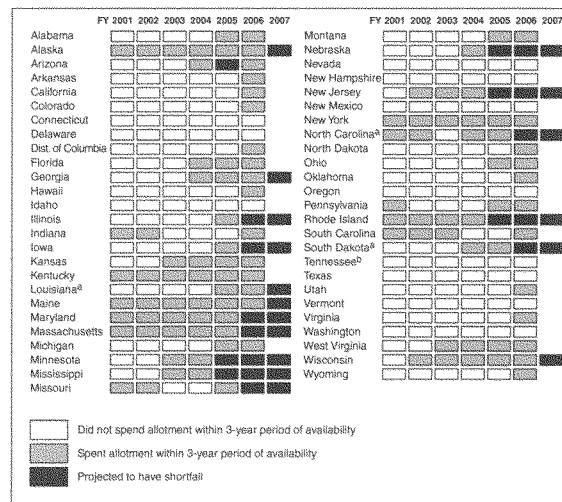 FY 2001 2002 2003 2004 2005 2006 2007
Alabama
Alaska
Arizona
Arkansas
California
Colorado
Connecticut
Delaware
Dist. of Columbia
Florida
Georgia
Hawaii
Idaho
Illinois
Indiana
Iowa
Kansas
Kentucky
Louisianaᵃ
Maine
Maryland
Massachusetts
Michigan
Minnesota
Mississippi
Missouri
FY 2001 2002 2003 2004 2005 2006 2007
Montana
Nebraska
Nevada
New Hampshire
New Jersey
New Mexico
New York
North Carolinaᵃ
North Dakota
Ohio
Oklahoma
Oregon
Pennsylvania
Rhode Island
South Carolina
South Dakotaᵃ
Tennesseeᵇ
Texas
Utah
Vermont
Virginia
Washington
West Virginia
Wisconsin
Wyoming
Did not spend allotment within 3-year period of availability
Spent allotment within 3-year period of availability
Projected to have shortfall